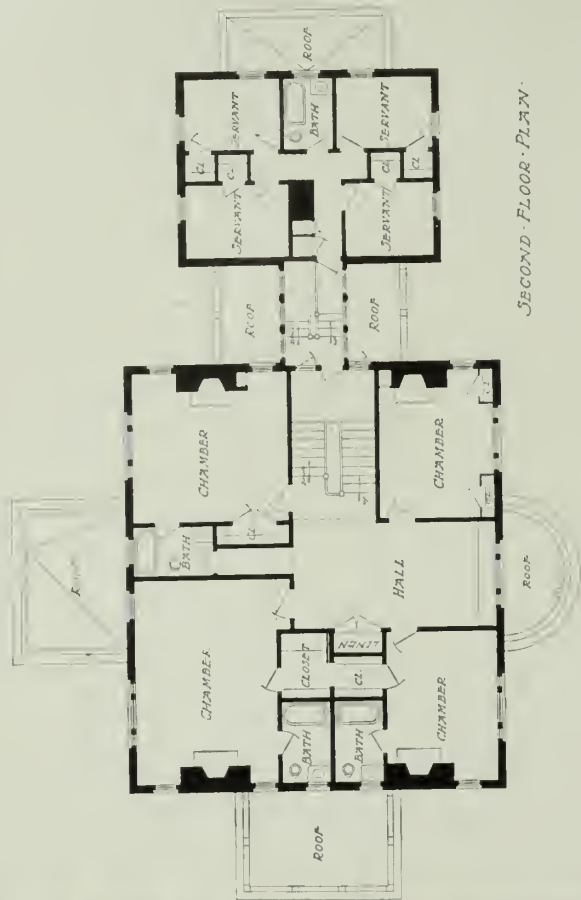 ROOF
SERVANT
BATH
SERVANT
CL
CL
CL
CL
SERVANT
SERVANT
ROOF
ROOF
CHAMBER
CL
CHAMBER
CL
BATH
ROOF
HALL
ROOF
LINEN
CHAMBER
CLOSET
CL.
CHAMBER
BATH
BATH
ROOF
SECOND · FLOOR · PLAN ·